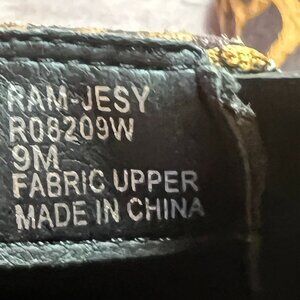 RAM-JESY
R08209W
9M
FABRIC UPPER
MADE IN CHINA